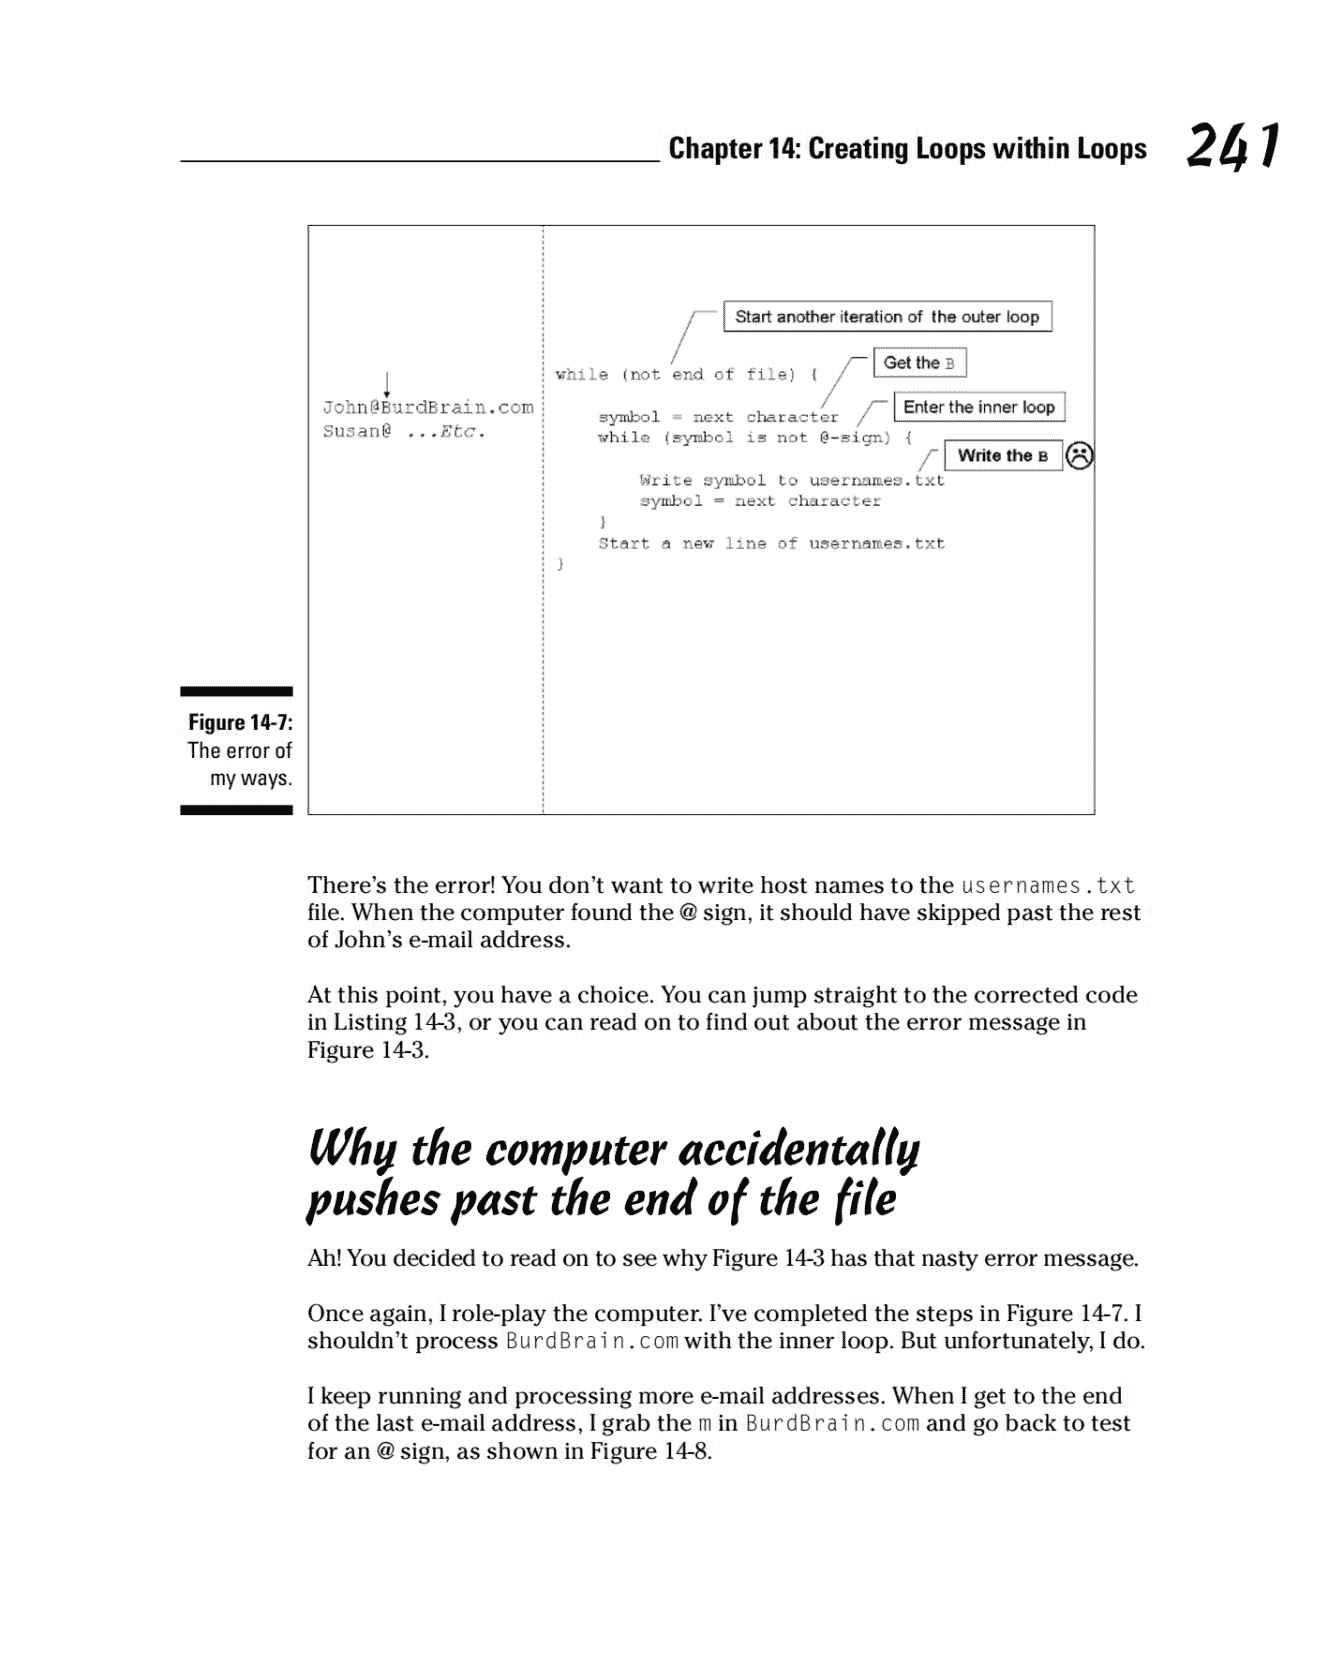 Chapter 14: Creating Loops within Loops 241
Start another iteration of the outer loop
Get the B
while (not end of file) {
John@BurdBrain.com
Enter the inner loop
symbol = next character
Susan@ ...Etc.
while (symbol is not @-sign) {
Write the B
Write symbol to usernames.txt
symbol = next character
}
Start a new line of usernames.txt
}
Figure 14-7:
The error of
my ways.
There's the error! You don't want to write host names to the usernames.txt
file. When the computer found the @ sign, it should have skipped past the rest
of John's e-mail address.
At this point, you have a choice. You can jump straight to the corrected code
in Listing 14-3, or you can read on to find out about the error message in
Figure 14-3.
Why the computer accidentally
pushes past the end of the file
Ah! You decided to read on to see why Figure 14-3 has that nasty error message.
Once again, I role-play the computer. I've completed the steps in Figure 14-7. I
shouldn't process BurdBrain.com with the inner loop. But unfortunately, I do.
I keep running and processing more e-mail addresses. When I get to the end
of the last e-mail address, I grab the m in BurdBrain.com and go back to test
for an @ sign, as shown in Figure 14-8.